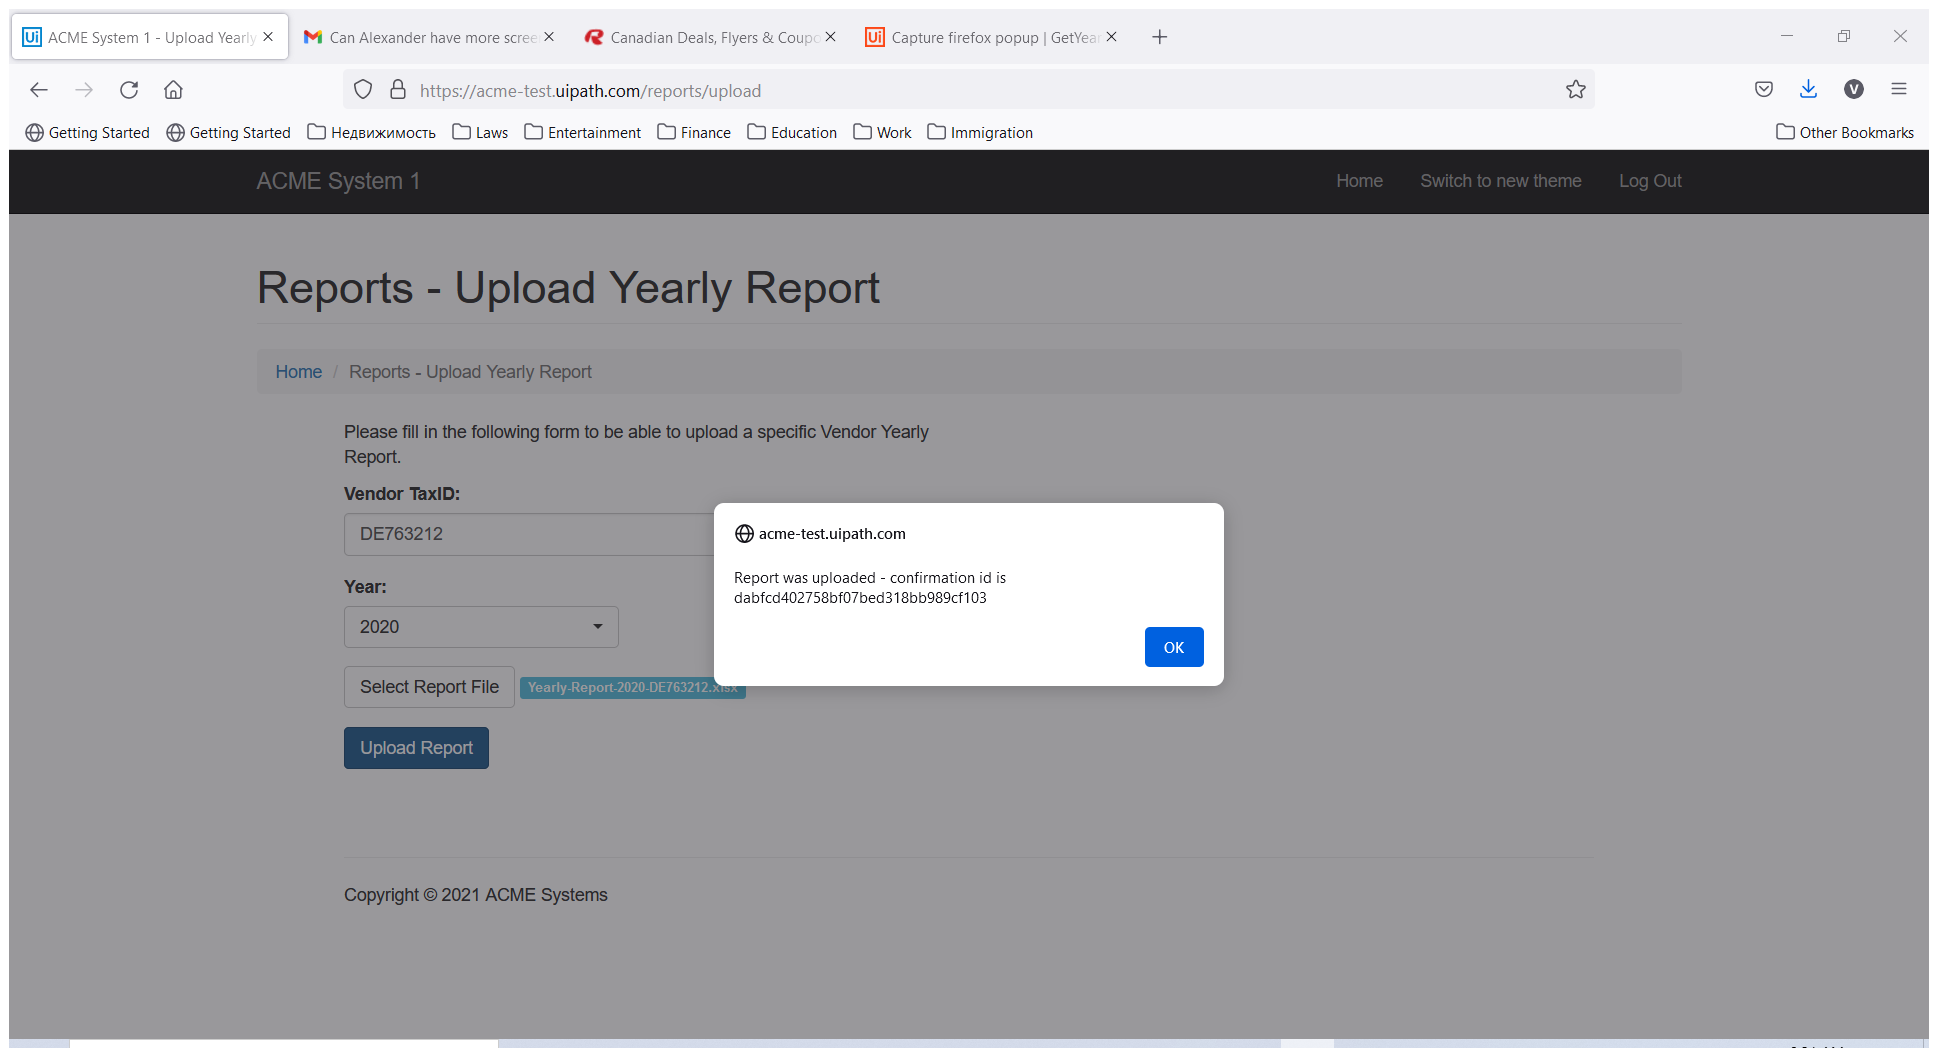 ACME System 1 - Upload Yearly
Can Alexander have more scree
Canadian Deals, Flyers & Coupo
Capture firefox popup | GetYear
https://acme-test.uipath.com/reports/upload
V
Getting Started Getting Started Недвижимость Laws Entertainment Finance Education Work Immigration Other Bookmarks
ACME System 1 Home Switch to new theme Log Out
Reports - Upload Yearly Report
Home / Reports - Upload Yearly Report
Please fill in the following form to be able to upload a specific Vendor Yearly
Report.
Vendor TaxID:
DE763212
Year:
2020
Select Report File Yearly-Report-2020-DE763212.xlsx
Upload Report
acme-test.uipath.com
Report was uploaded - confirmation id is
dabfcd402758bf07bed318bb989cf103
OK
Copyright © 2021 ACME Systems